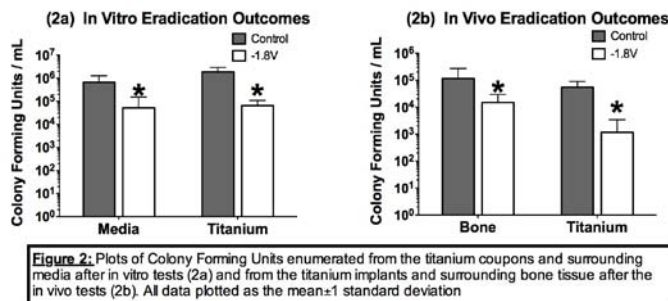 (2a) In Vitro Eradication Outcomes
Control
-1.8V
Colony Forming Units / mL
10⁷
10⁶
10⁵
10⁴
10³
10²
10¹
10⁰
*
*
Media
Titanium
(2b) In Vivo Eradication Outcomes
Control
-1.8V
Colony Forming Units / mL
10⁶
10⁵
10⁴
10³
10²
10¹
10⁰
*
*
Bone
Titanium
Figure 2: Plots of Colony Forming Units enumerated from the titanium coupons and surrounding
media after in vitro tests (2a) and from the titanium implants and surrounding bone tissue after the
in vivo tests (2b). All data plotted as the mean±1 standard deviation